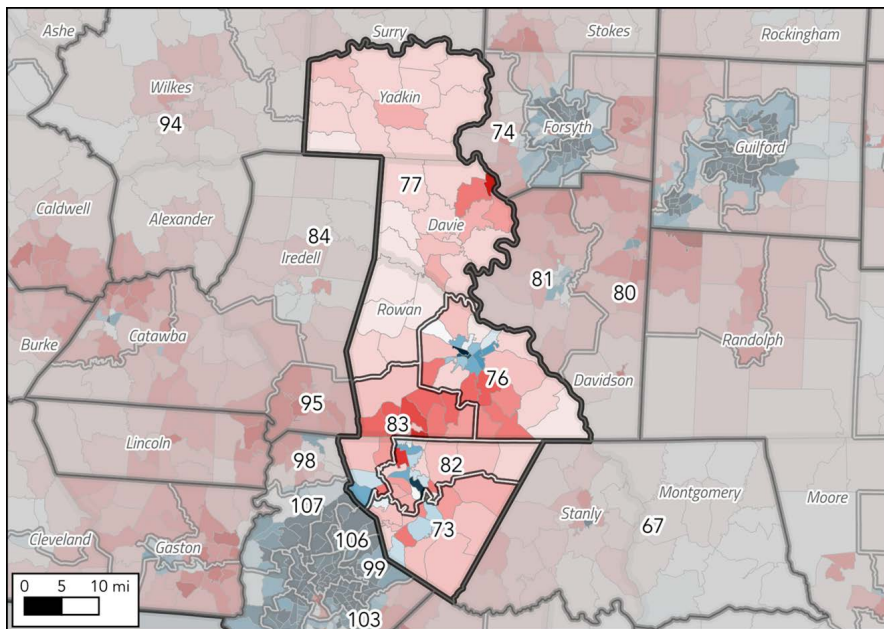 Ashe
Surry
Stokes
Rockingham
Wilkes
94
Yadkin
74
Forsyth
Guilford
77
Caldwell
Alexander
84
Iredell
Davie
81
80
Rowan
Burke
Catawba
Randolph
76
Davidson
95
83
Lincoln
98
82
107
Montgomery
Moore
Stanly
67
Cleveland
Gaston
106
73
99
103
0 5 10 mi